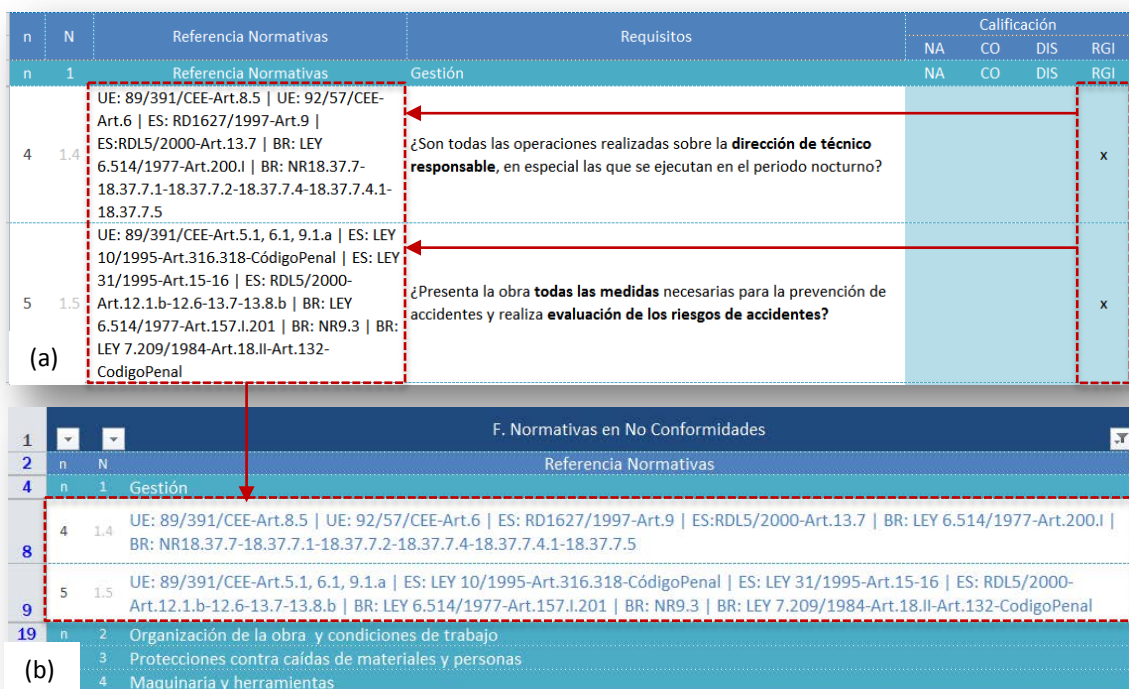 n N Referencia Normativas Requisitos Calificación
NA CO DIS RGI
n 1 Referencia Normativas Gestión NA CO DIS RGI
UE: 89/391/CEE-Art.8.5 | UE: 92/57/CEE-
Art.6 | ES: RD1627/1997-Art.9 |
ES:RDL5/2000-Art.13.7 | BR: LEY
6.514/1977-Art.200.I | BR: NR18.37.7-
18.37.7.1-18.37.7.2-18.37.7.4-18.37.7.4.1-
18.37.7.5
4 1.4
¿Son todas las operaciones realizadas sobre la dirección de técnico
responsable, en especial las que se ejecutan en el periodo nocturno?
x
UE: 89/391/CEE-Art.5.1, 6.1, 9.1.a | ES: LEY
10/1995-Art.316.318-CódigoPenal | ES: LEY
31/1995-Art.15-16 | ES: RDL5/2000-
Art.12.1.b-12.6-13.7-13.8.b | BR: LEY
6.514/1977-Art.157.I.201 | BR: NR9.3 | BR:
LEY 7.209/1984-Art.18.II-Art.132-
CodigoPenal
5 1.5
¿Presenta la obra todas las medidas necesarias para la prevención de
accidentes y realiza evaluación de los riesgos de accidentes?
x
(a)
1 F. Normativas en No Conformidades
2 n N Referencia Normativas
4 n 1 Gestión
8 4 1.4
UE: 89/391/CEE-Art.8.5 | UE: 92/57/CEE-Art.6 | ES: RD1627/1997-Art.9 | ES:RDL5/2000-Art.13.7 | BR: LEY 6.514/1977-Art.200.I |
BR: NR18.37.7-18.37.7.1-18.37.7.2-18.37.7.4-18.37.7.4.1-18.37.7.5
9 5 1.5
UE: 89/391/CEE-Art.5.1, 6.1, 9.1.a | ES: LEY 10/1995-Art.316.318-CódigoPenal | ES: LEY 31/1995-Art.15-16 | ES: RDL5/2000-
Art.12.1.b-12.6-13.7-13.8.b | BR: LEY 6.514/1977-Art.157.I.201 | BR: NR9.3 | BR: LEY 7.209/1984-Art.18.II-Art.132-CodigoPenal
19 n 2 Organización de la obra y condiciones de trabajo
3 Protecciones contra caídas de materiales y personas
4 Maquinaria y herramientas
(b)